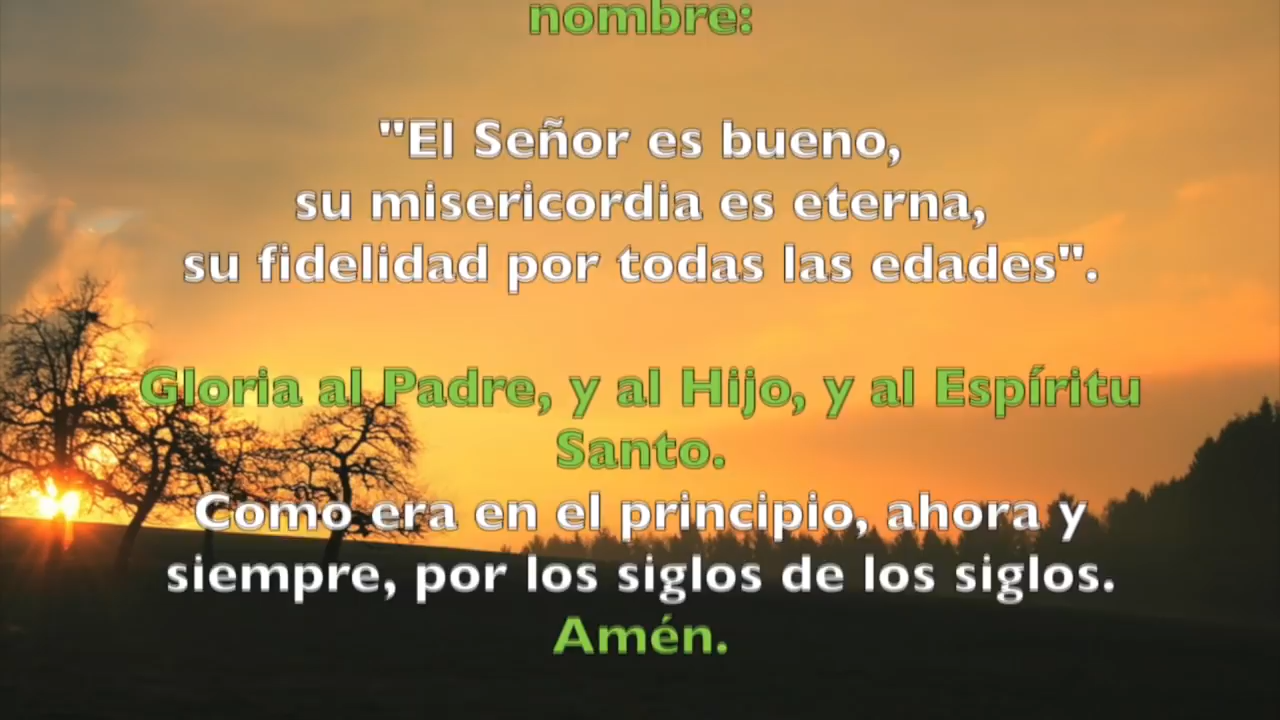 nombre:
"El Señor es bueno,
su misericordia es eterna,
su fidelidad por todas las edades".
Gloria al Padre, y al Hijo, y al Espíritu
Santo.
Como era en el principio, ahora y
siempre, por los siglos de los siglos.
Amén.